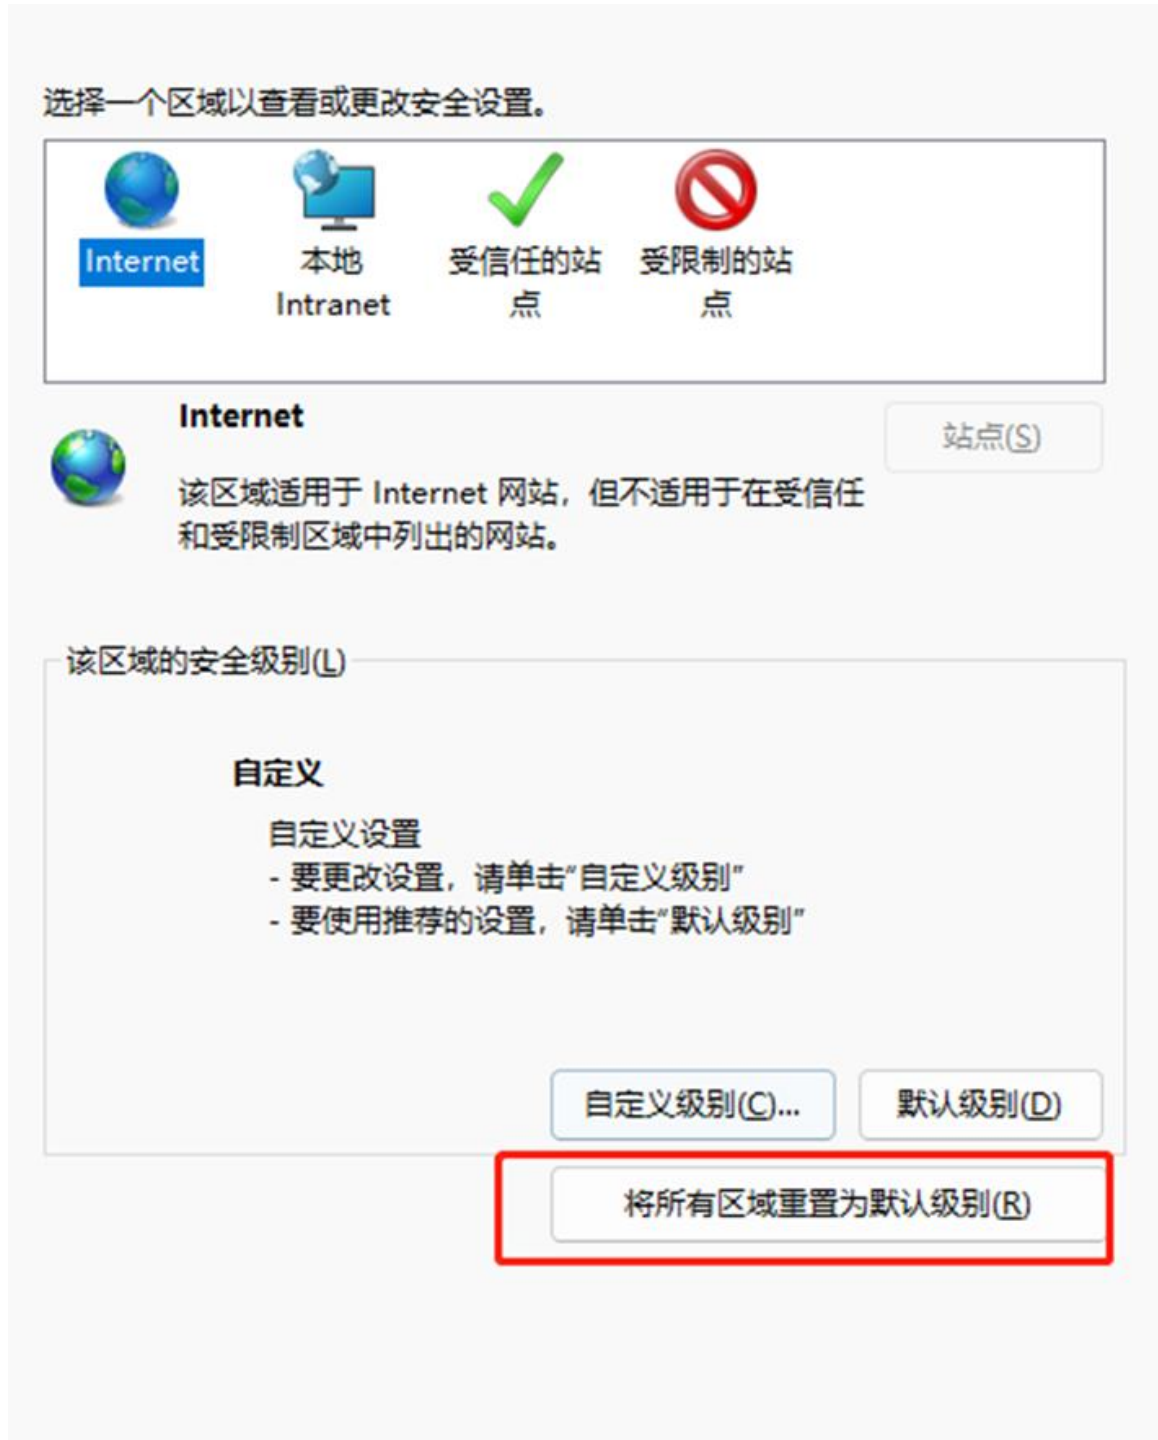 选择一个区域以查看或更改安全设置。
Internet
本地
Intranet
受信任的站
点
受限制的站
点
Internet
站点(S)
该区域适用于 Internet 网站，但不适用于在受信任
和受限制区域中列出的网站。
该区域的安全级别(L)
自定义
自定义设置
- 要更改设置，请单击“自定义级别”
- 要使用推荐的设置，请单击“默认级别”
自定义级别(C)...
默认级别(D)
将所有区域重置为默认级别(R)